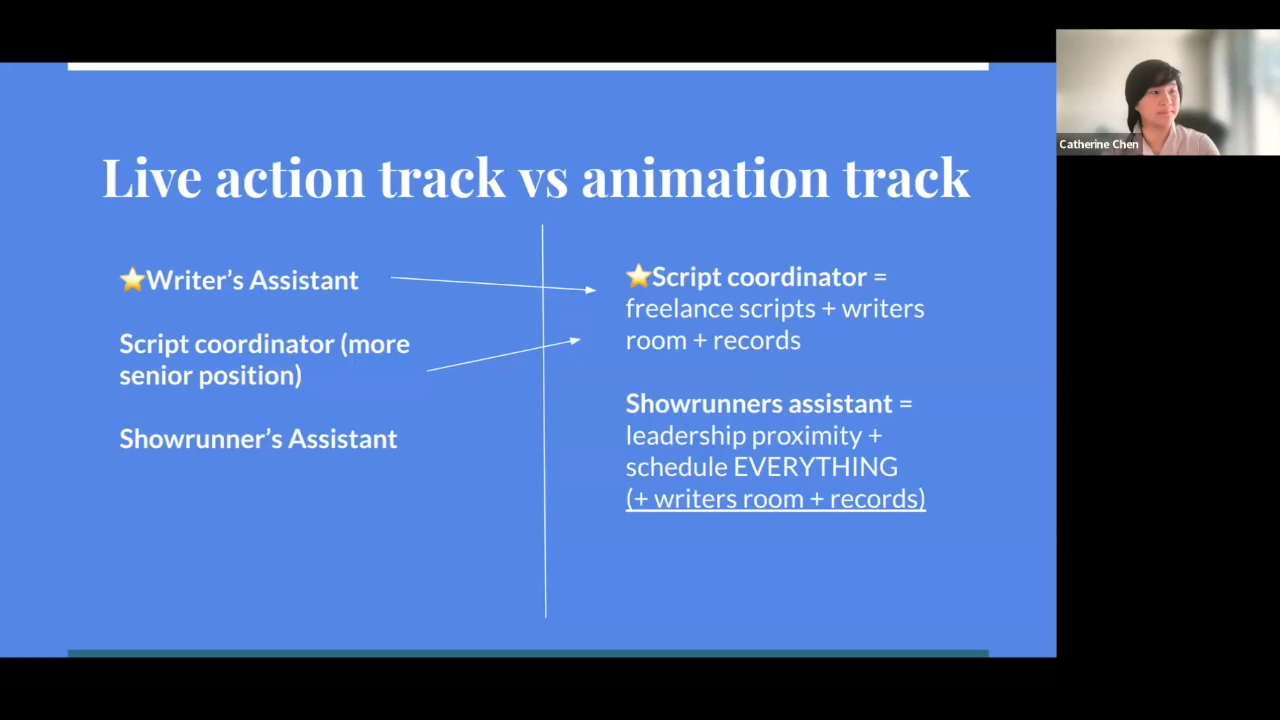 Live action track vs animation track
⭐Writer’s Assistant
Script coordinator (more
senior position)
Showrunner’s Assistant
⭐Script coordinator =
freelance scripts + writers
room + records
Showrunners assistant =
leadership proximity +
schedule EVERYTHING
(+ writers room + records)
Catherine Chen